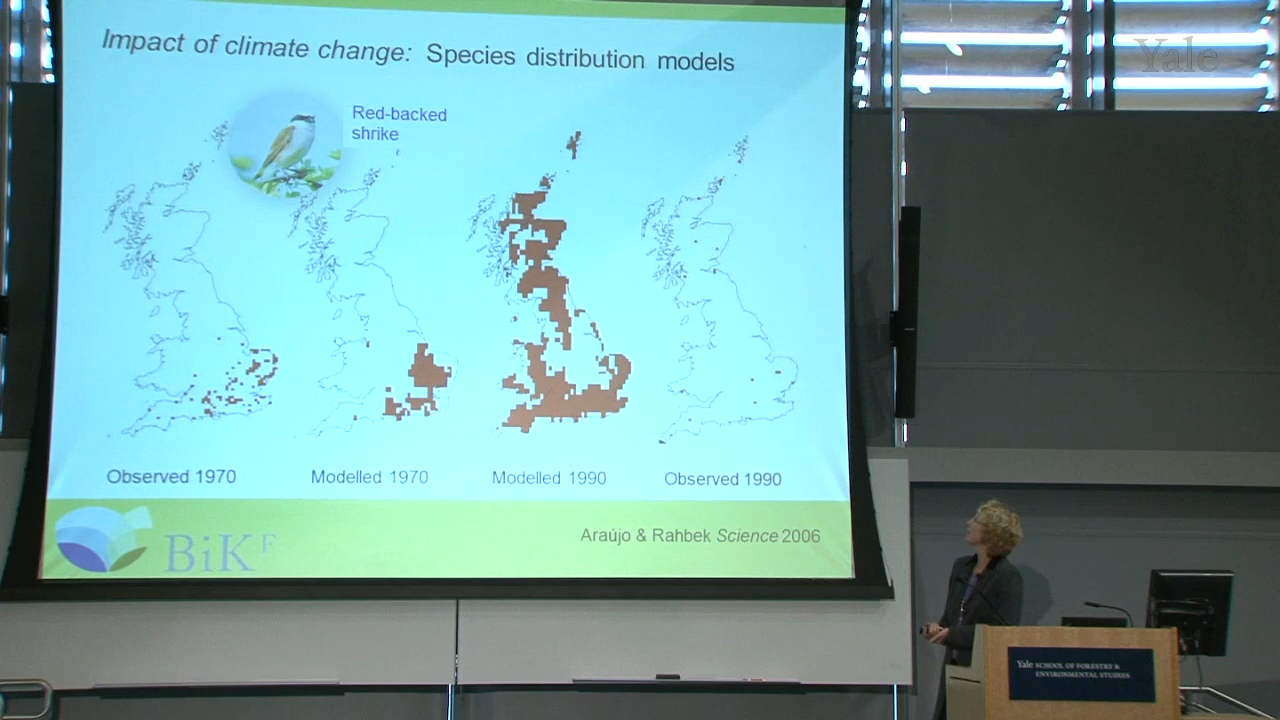 Impact of climate change: Species distribution models
Red-backed
shrike
Observed 1970
Modelled 1970
Modelled 1990
Observed 1990
Araújo & Rahbek Science 2006
BiK F
Yale
Yale SCHOOL OF FORESTRY &
ENVIRONMENTAL STUDIES